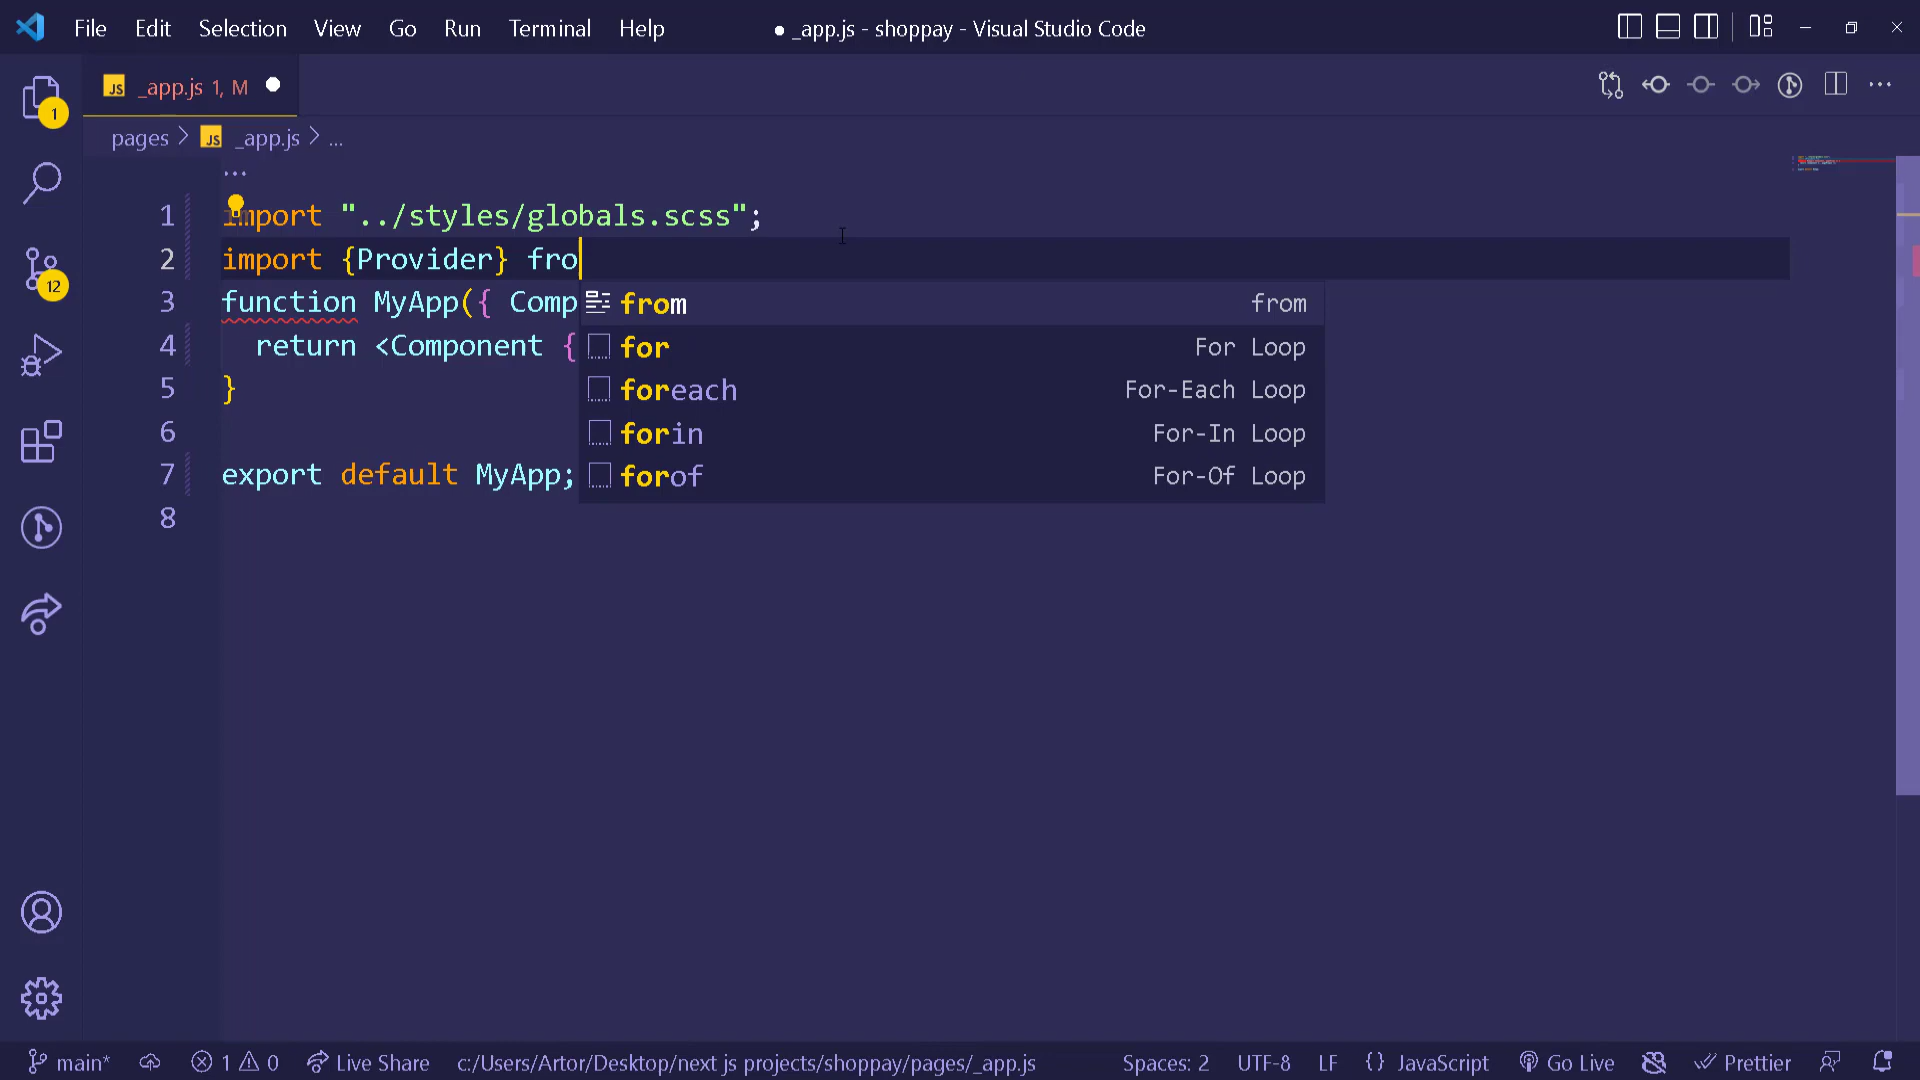 File Edit Selection View Go Run Terminal Help ● _app.js - shoppay - Visual Studio Code
JS _app.js 1, M
1
pages > JS _app.js > ...
...
1 import "../styles/globals.scss";
2 import {Provider} fro
3 function MyApp({ Comp
4 return <Component {
5 }
6
7 export default MyApp;
8
from from
for For Loop
foreach For-Each Loop
forin For-In Loop
forof For-Of Loop
12
main* 1 0 Live Share c:/Users/Artor/Desktop/next js projects/shoppay/pages/_app.js Spaces: 2 UTF-8 LF {} JavaScript Go Live Prettier